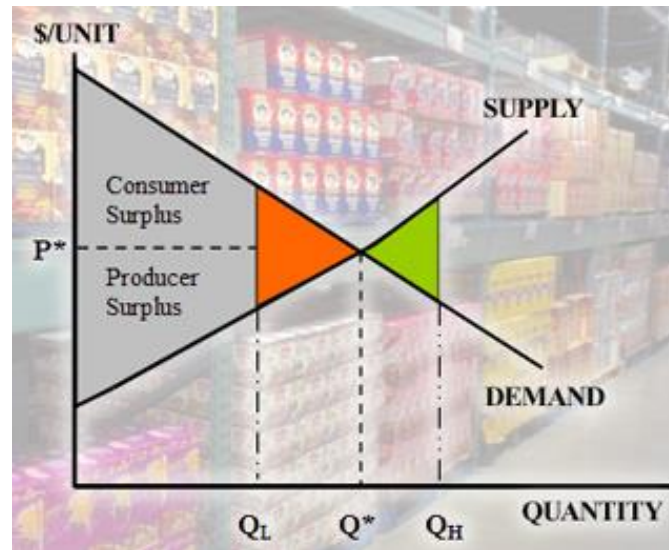 $/UNIT
SUPPLY
Consumer
Surplus
P*
Producer
Surplus
DEMAND
QUANTITY
QL
Q*
QH